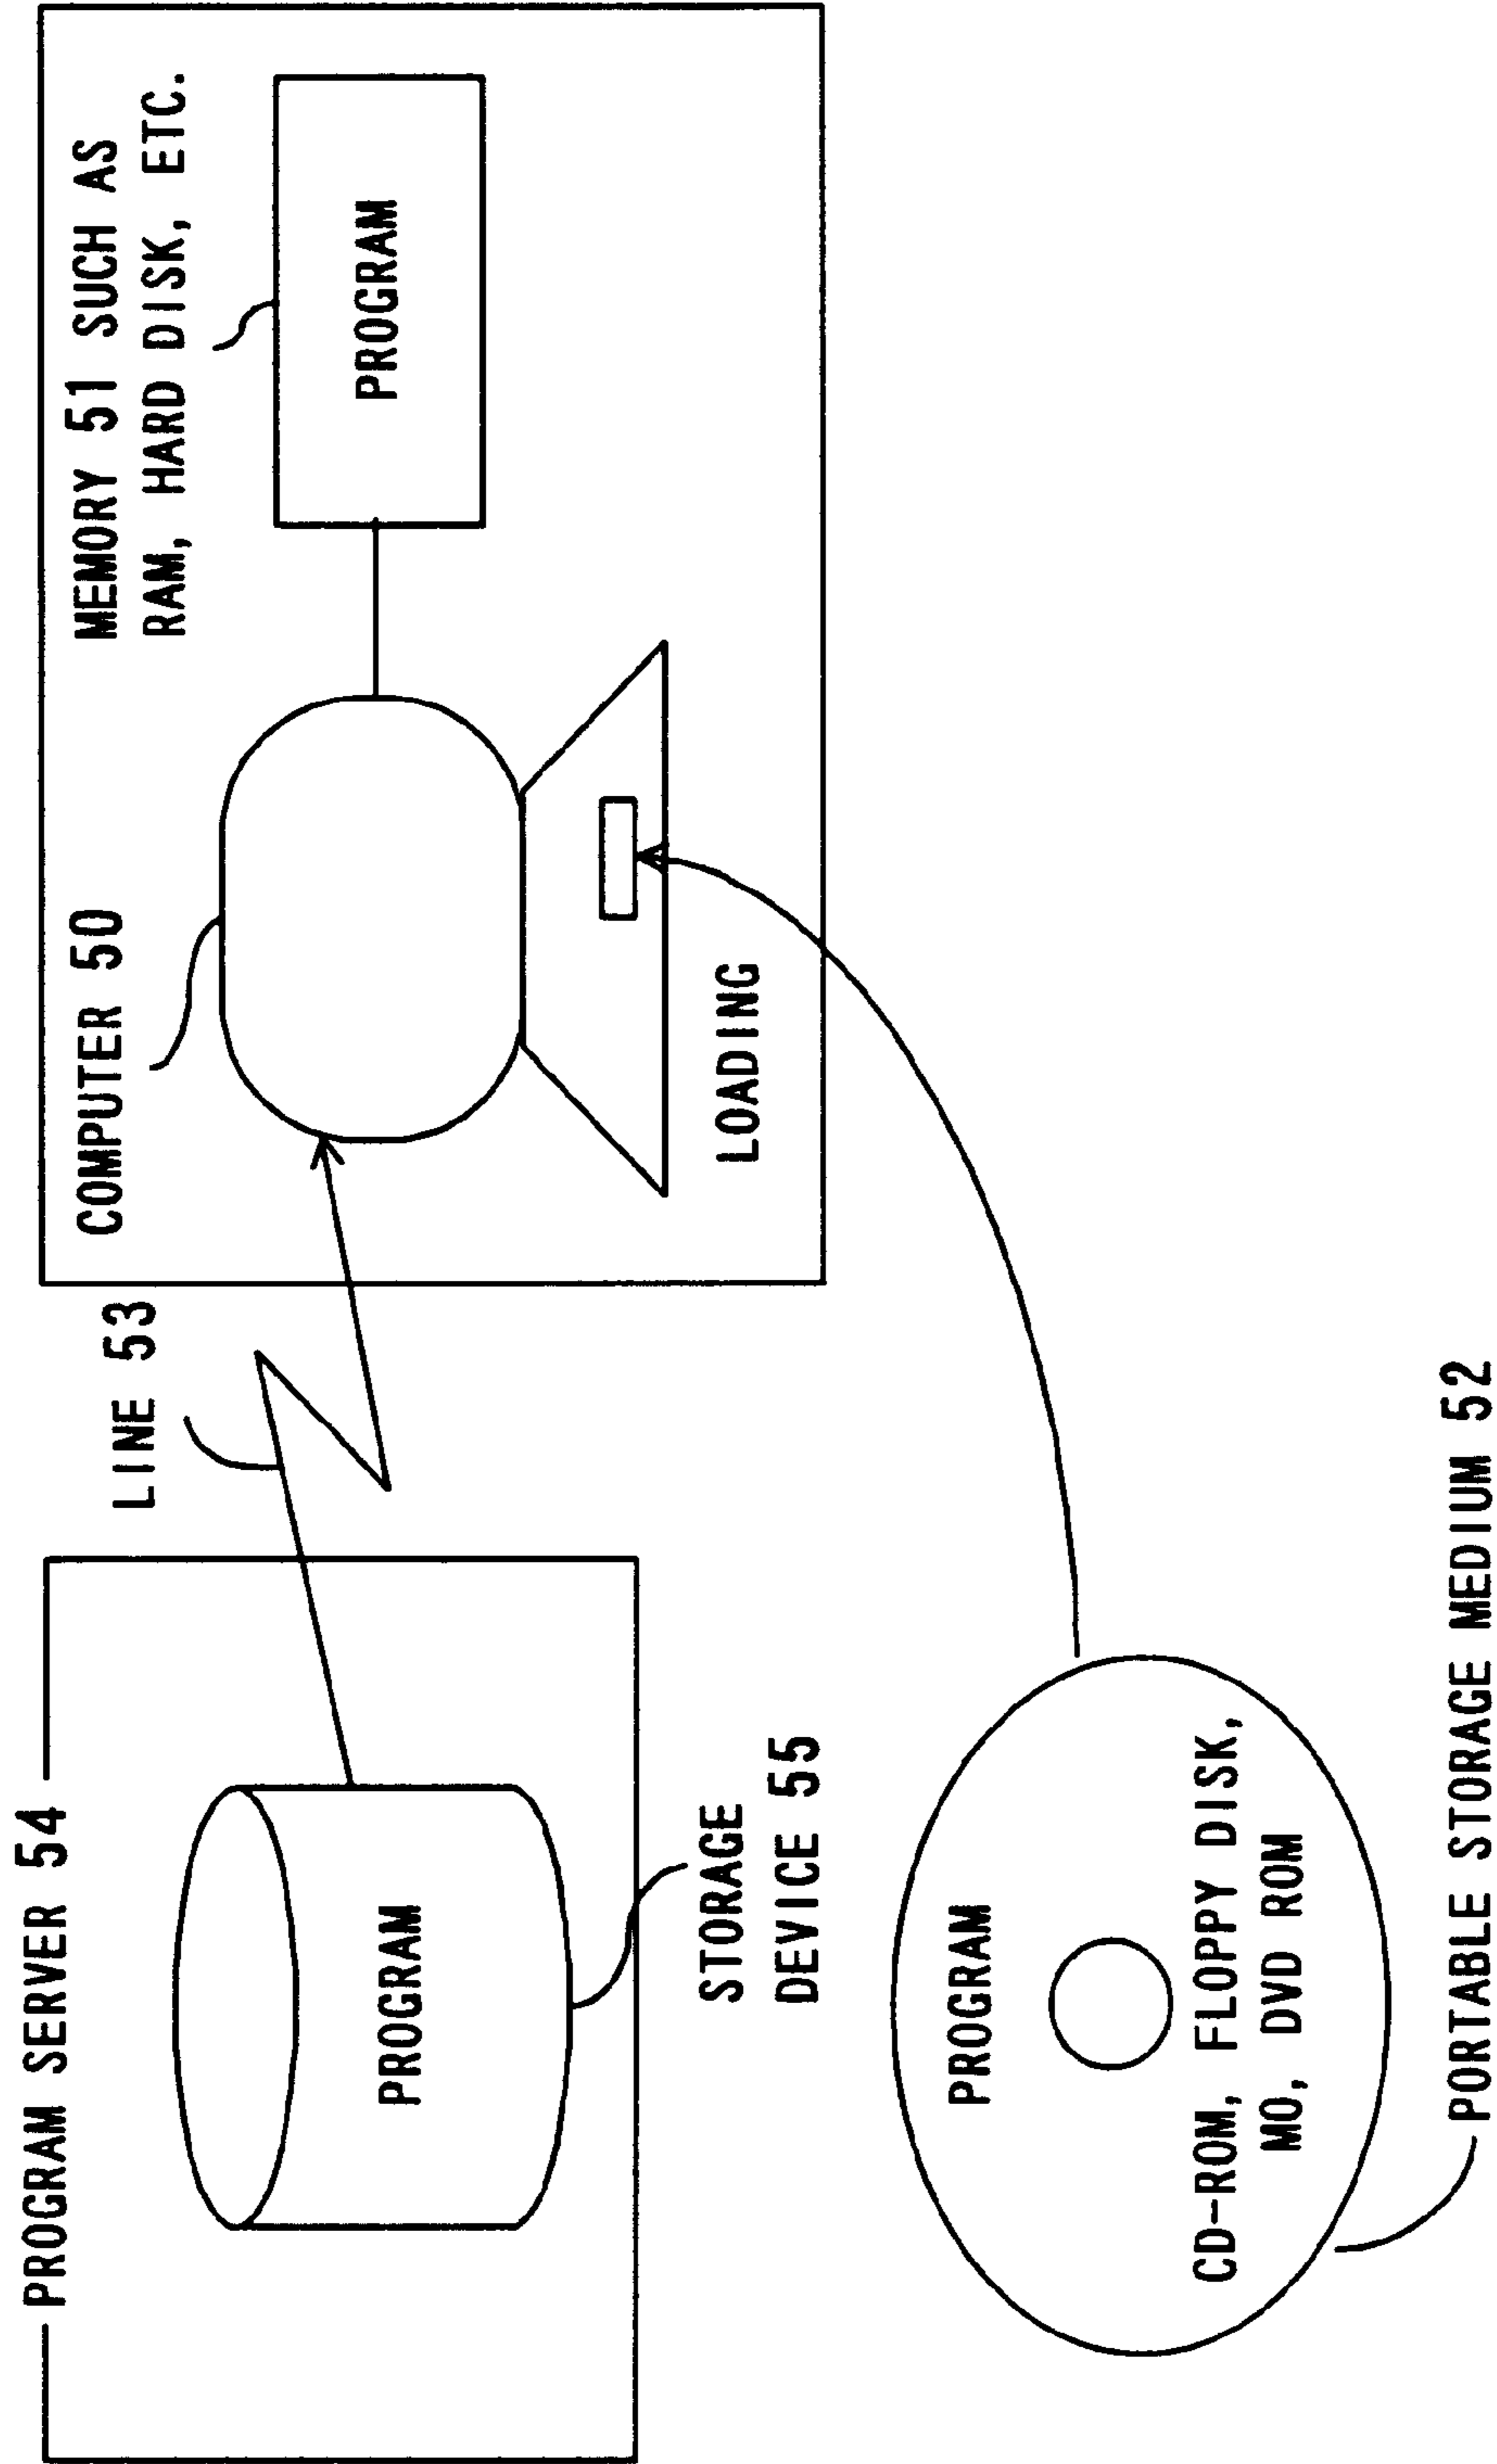 PROGRAM SERVER 54
PROGRAM
STORAGE
DEVICE 55
LINE 53
COMPUTER 50
MEMORY 51 SUCH AS
RAM, HARD DISK, ETC.
PROGRAM
LOADING
PROGRAM
CD-ROM, FLOPPY DISK,
MO, DVD ROM
PORTABLE STORAGE MEDIUM 52